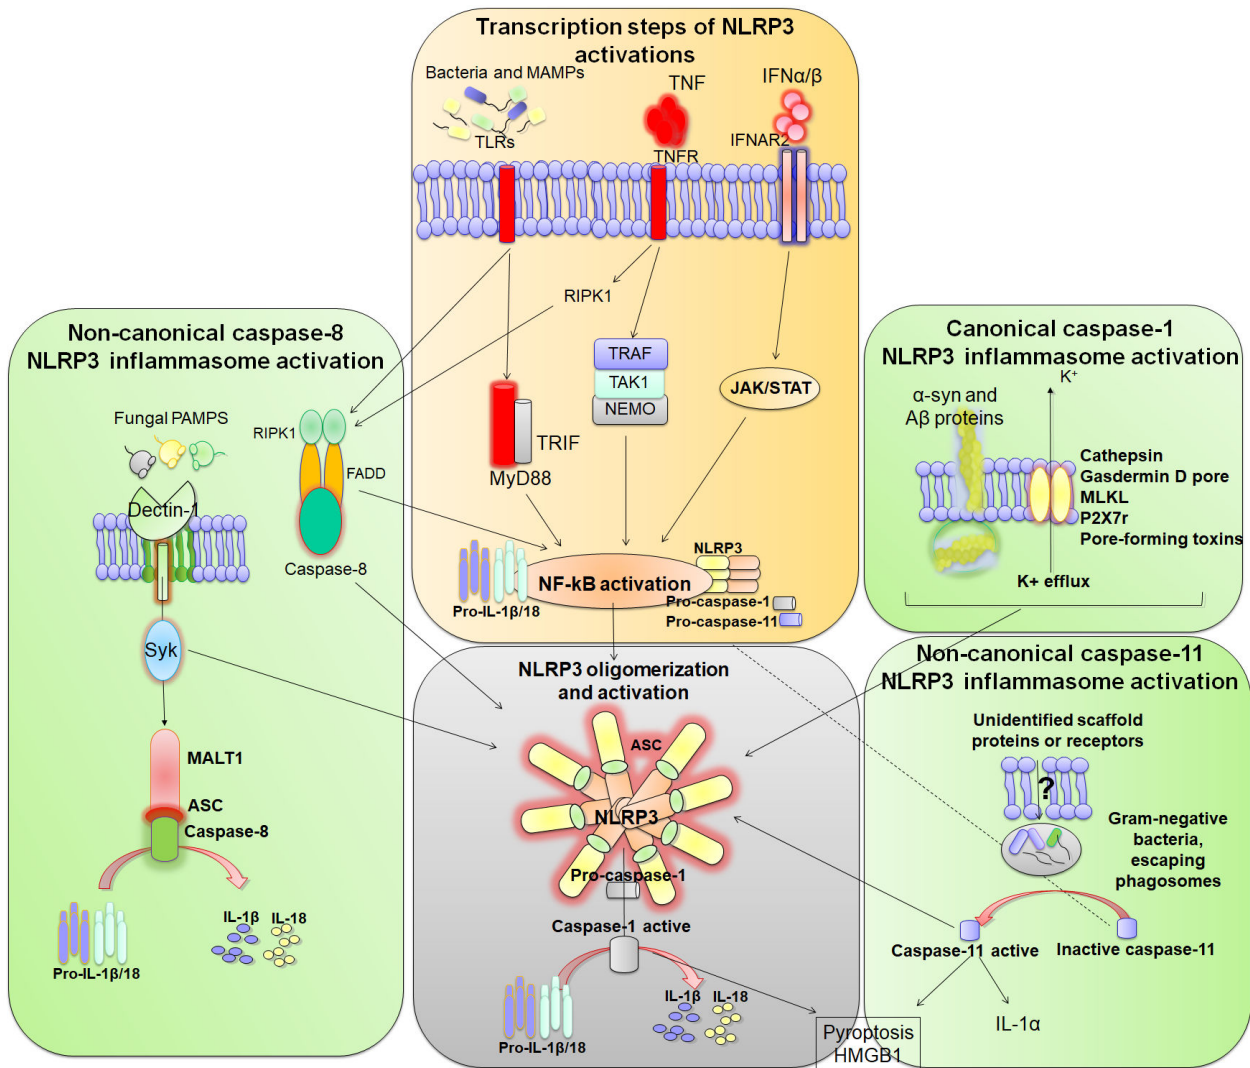 Transcription steps of NLRP3
activations
Bacteria and MAMPs
TLRs
TNF
TNFR
IFNα/β
IFNAR2
RIPK1
TRAF
TAK1
NEMO
JAK/STAT
TRIF
MyD88
NF-kB activation
Pro-IL-1β/18
NLRP3
Pro-caspase-1
Pro-caspase-11
Non-canonical caspase-8
NLRP3 inflammasome activation
Fungal PAMPS
RIPK1
FADD
Dectin-1
Caspase-8
Syk
MALT1
ASC
Caspase-8
IL-1β
IL-18
Pro-IL-1β/18
Canonical caspase-1
NLRP3 inflammasome activation
K⁺
α-syn and
Aβ proteins
Cathepsin
Gasdermin D pore
MLKL
P2X7r
Pore-forming toxins
K+ efflux
NLRP3 oligomerization
and activation
ASC
NLRP3
Pro-caspase-1
Caspase-1 active
IL-1β
IL-18
Pro-IL-1β/18
Pyroptosis
HMGB1
Non-canonical caspase-11
NLRP3 inflammasome activation
Unidentified scaffold
proteins or receptors
?
Gram-negative
bacteria,
escaping
phagosomes
Caspase-11 active
Inactive caspase-11
IL-1α